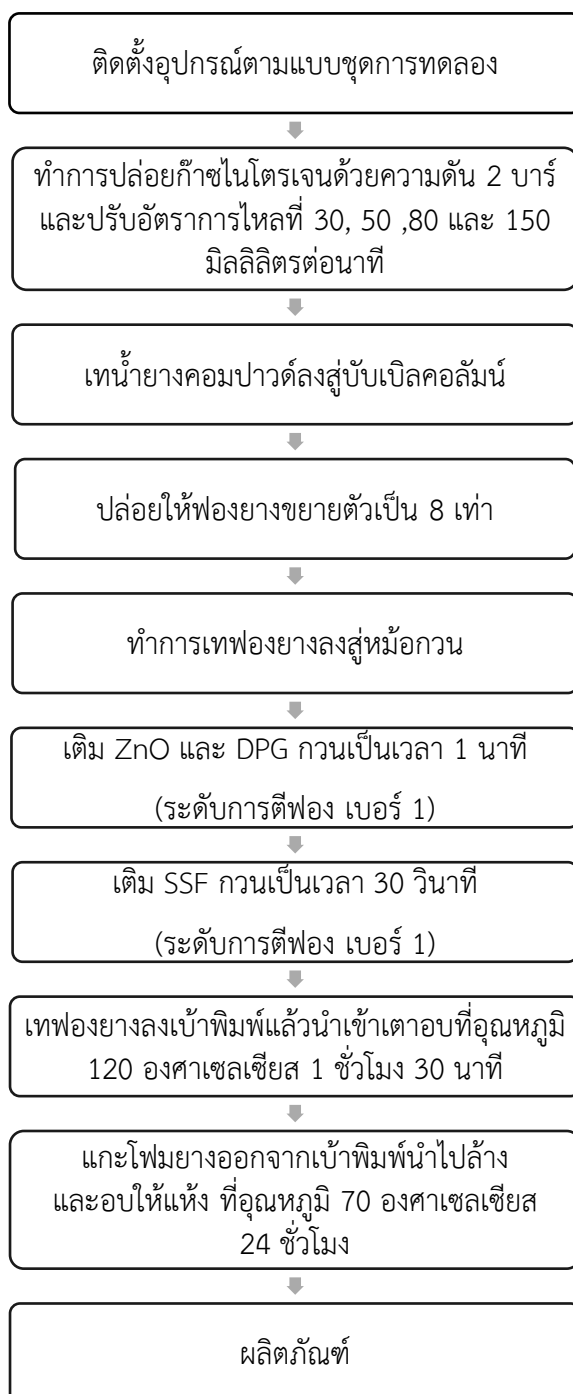 ติดตั้งอุปกรณ์ตามแบบชุดการทดลอง
ทำการปล่อยก๊าซไนโตรเจนด้วยความดัน 2 บาร์
และปรับอัตราการไหลที่ 30, 50 ,80 และ 150
มิลลิลิตรต่อนาที
เทน้ำยางคอมปาวด์ลงสู่บับเบิลคอลัมน์
ปล่อยให้ฟองยางขยายตัวเป็น 8 เท่า
ทำการเทฟองยางลงสู่หม้อกวน
เติม ZnO และ DPG กวนเป็นเวลา 1 นาที
(ระดับการตีฟอง เบอร์ 1)
เติม SSF กวนเป็นเวลา 30 วินาที
(ระดับการตีฟอง เบอร์ 1)
เทฟองยางลงเบ้าพิมพ์แล้วนำเข้าเตาอบที่อุณหภูมิ
120 องศาเซลเซียส 1 ชั่วโมง 30 นาที
แกะโฟมยางออกจากเบ้าพิมพ์นำไปล้าง
และอบให้แห้ง ที่อุณหภูมิ 70 องศาเซลเซียส
24 ชั่วโมง
ผลิตภัณฑ์